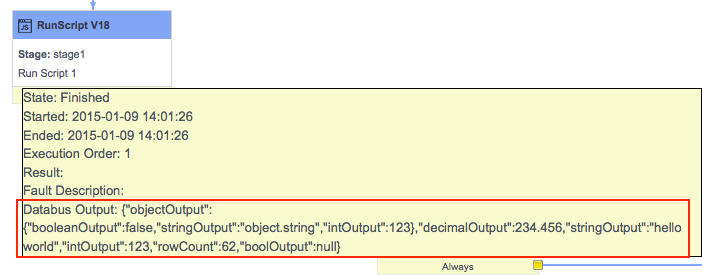 RunScript V18
Stage: stage1
Run Script 1
State: Finished
Started: 2015-01-09 14:01:26
Ended: 2015-01-09 14:01:26
Execution Order: 1
Result:
Fault Description:
Databus Output: {"objectOutput":
{"booleanOutput":false,"stringOutput":"object.string","intOutput":123},"decimalOutput":234.456,"stringOutput":"hello
world","intOutput":123,"rowCount":62,"boolOutput":null}
Always